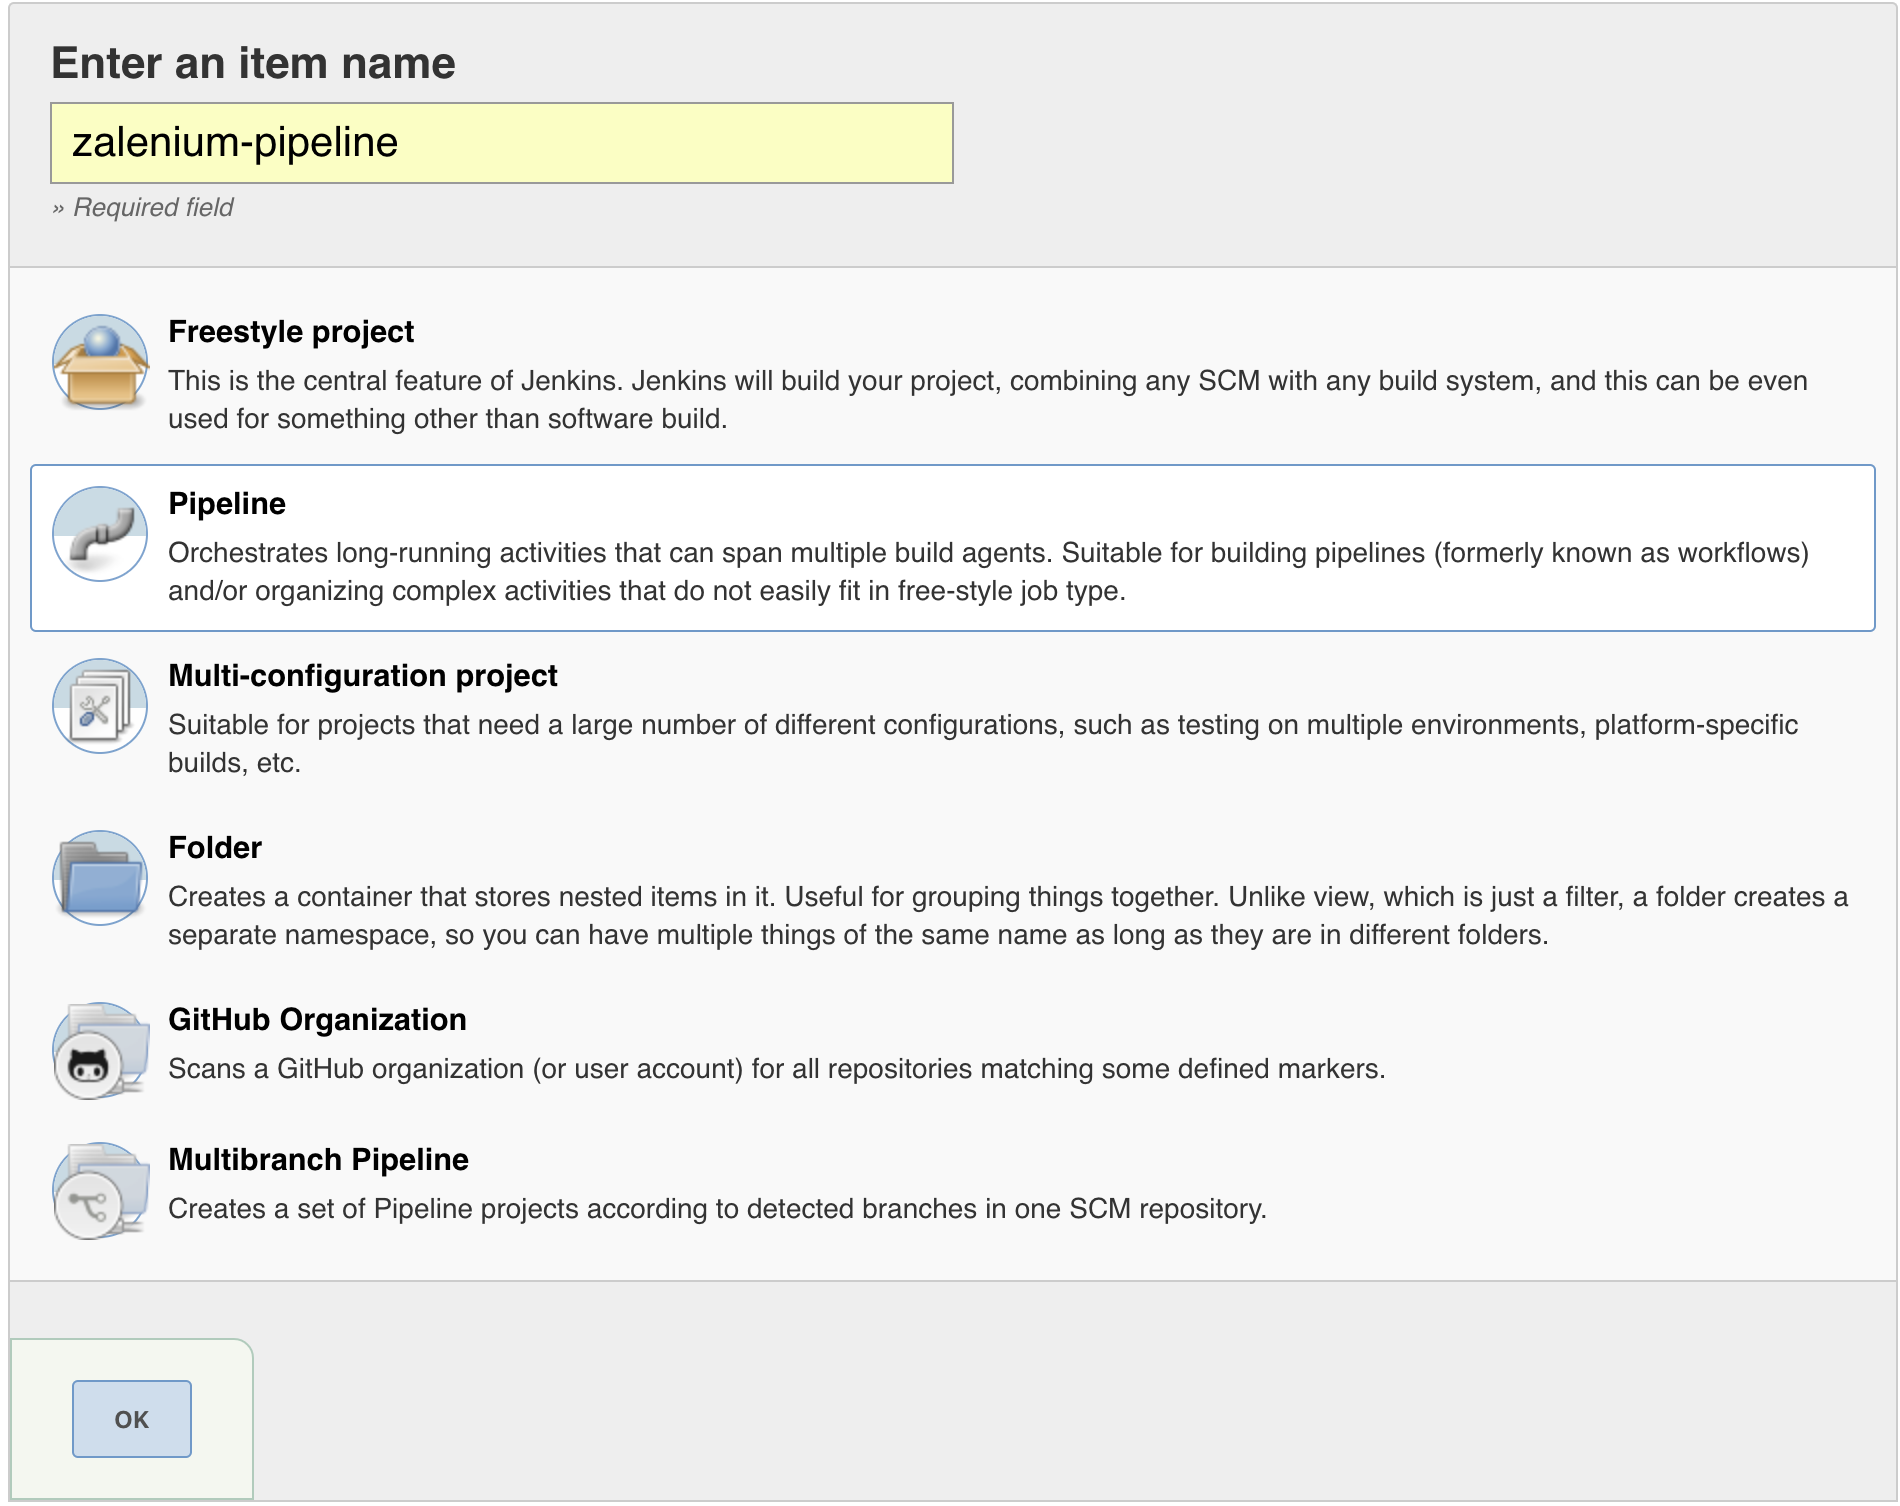 Enter an item name
zalenium-pipeline
» Required field
Freestyle project
This is the central feature of Jenkins. Jenkins will build your project, combining any SCM with any build system, and this can be even
used for something other than software build.
Pipeline
Orchestrates long-running activities that can span multiple build agents. Suitable for building pipelines (formerly known as workflows)
and/or organizing complex activities that do not easily fit in free-style job type.
Multi-configuration project
Suitable for projects that need a large number of different configurations, such as testing on multiple environments, platform-specific
builds, etc.
Folder
Creates a container that stores nested items in it. Useful for grouping things together. Unlike view, which is just a filter, a folder creates a
separate namespace, so you can have multiple things of the same name as long as they are in different folders.
GitHub Organization
Scans a GitHub organization (or user account) for all repositories matching some defined markers.
Multibranch Pipeline
Creates a set of Pipeline projects according to detected branches in one SCM repository.
OK